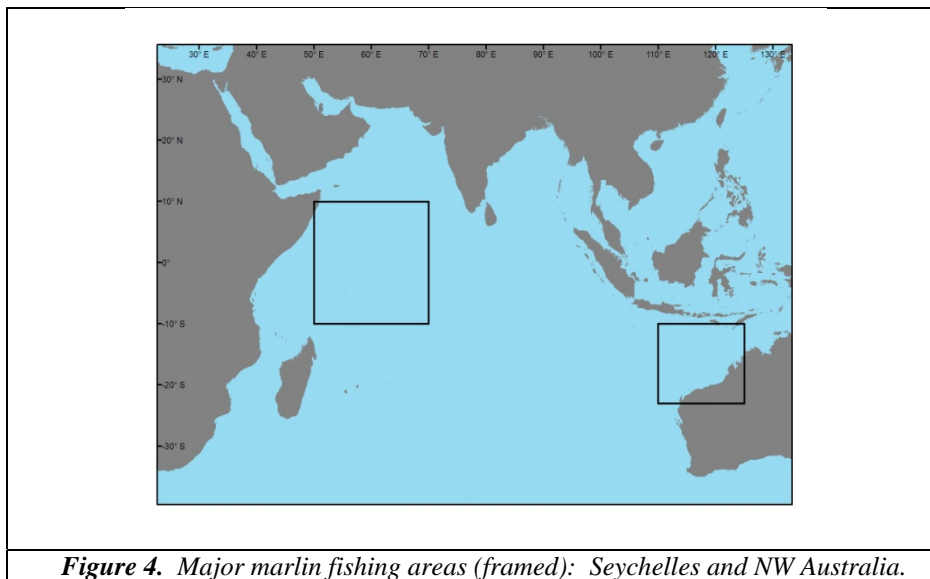 30° E 40° E 50° E 60° E 70° E 80° E 90° E 100° E 110° E 120° E 130° E
30° N
20° N
10° N
0°
10° S
20° S
30° S
Figure 4. Major marlin fishing areas (framed): Seychelles and NW Australia.